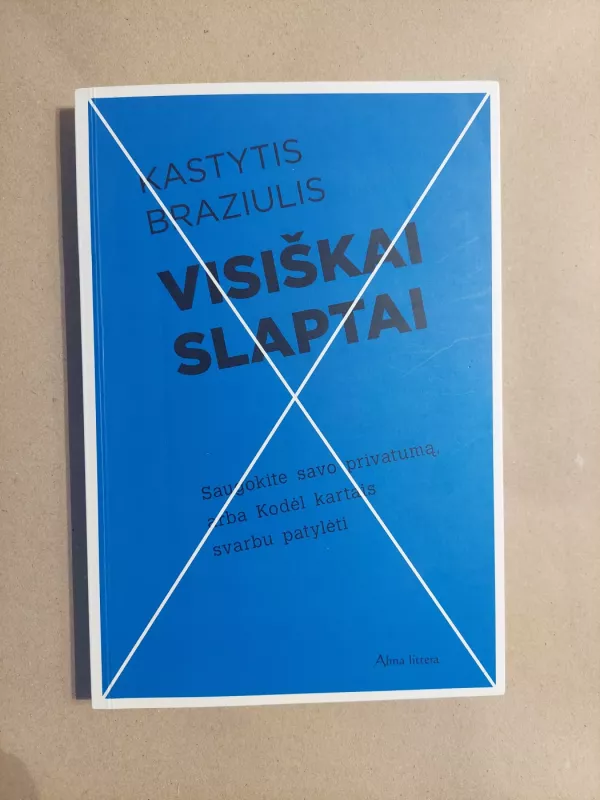 KASTYTIS
BRAZIULIS
VISIŠKAI
SLAPTAI
Saugokite savo privatumą,
arba Kodėl kartais
svarbu patylėti
Alma littera